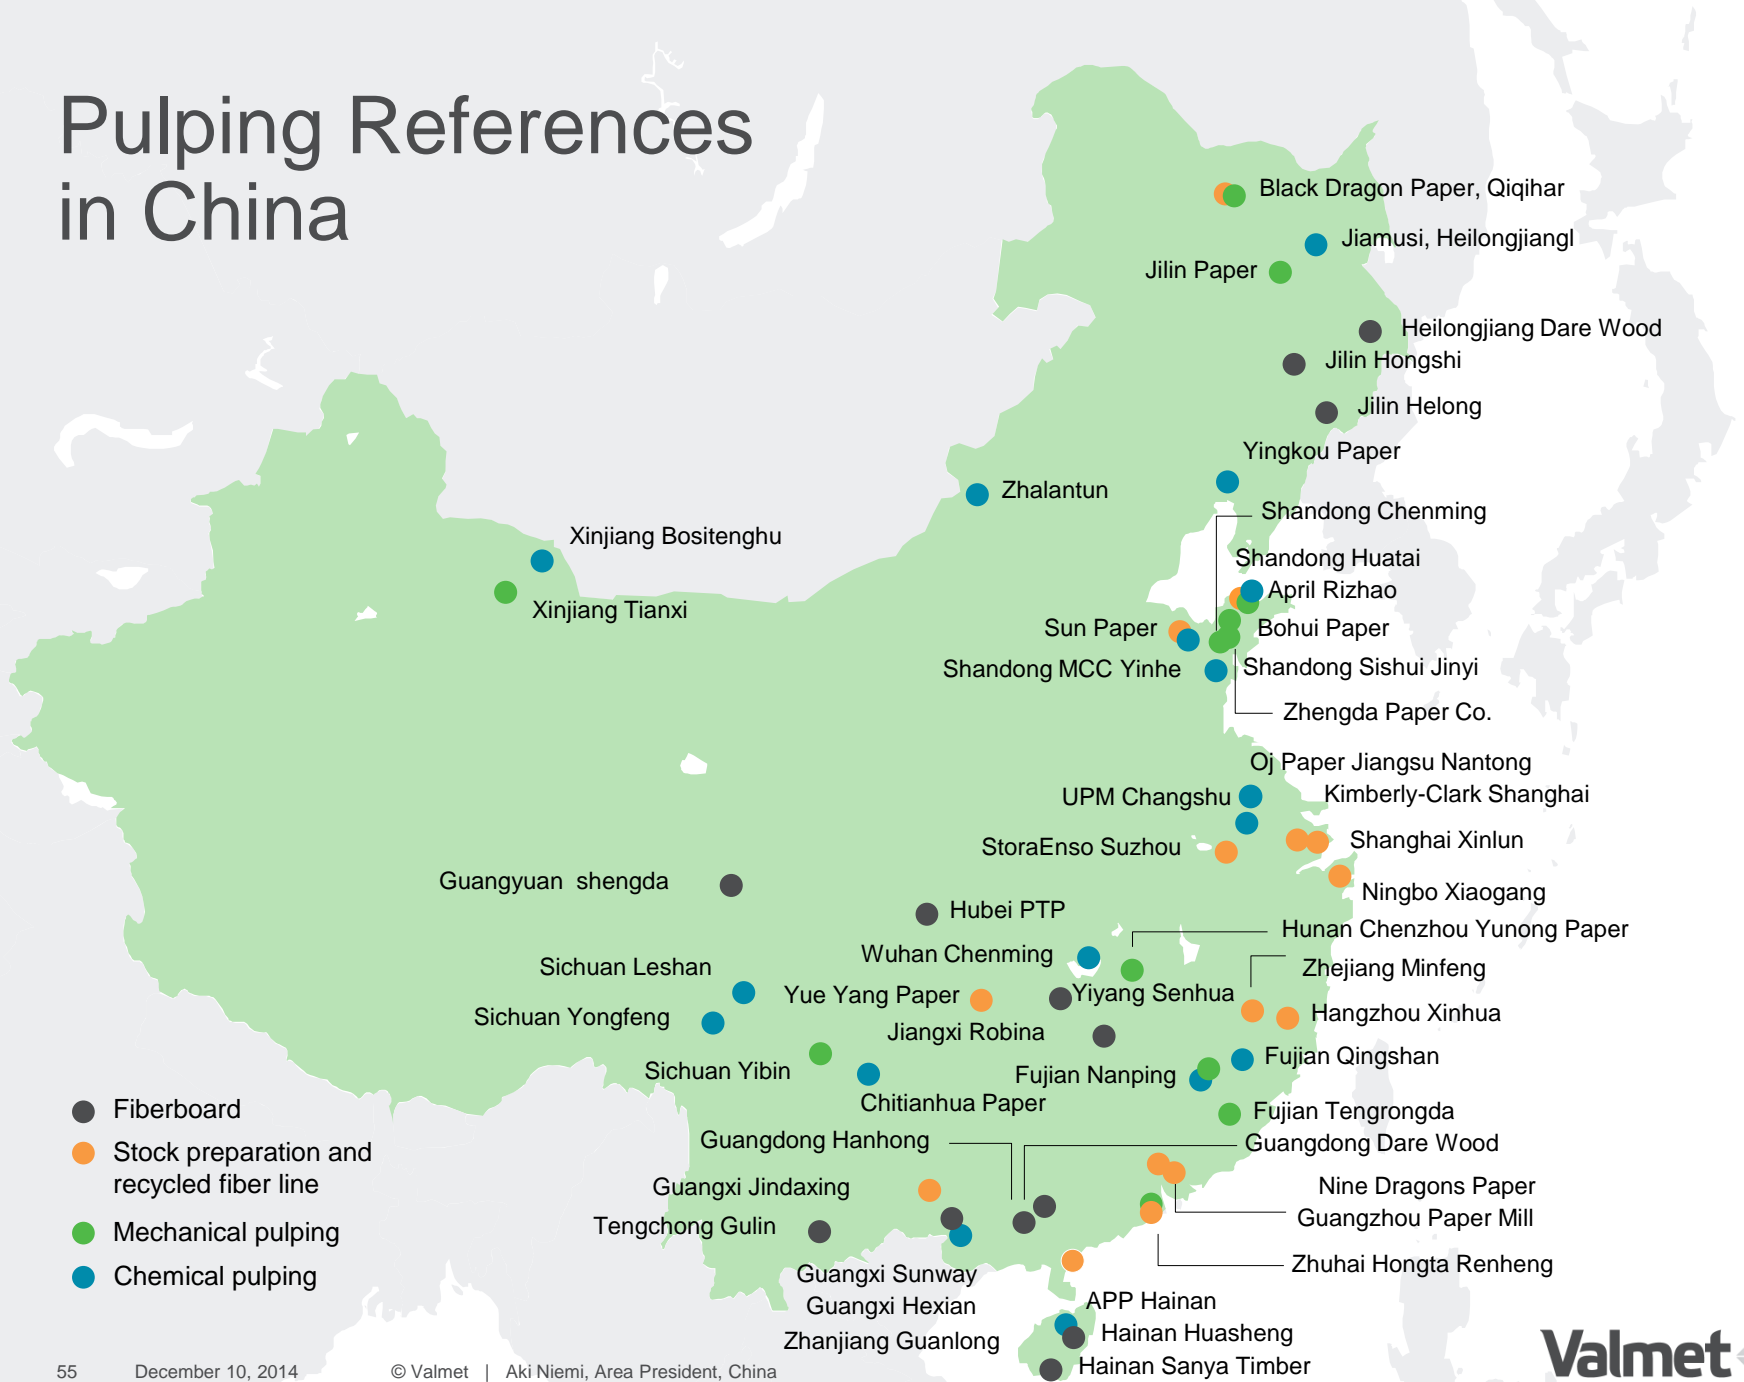 Pulping References
in China
Black Dragon Paper, Qiqihar
Jiamusi, Heilongjiangl
Jilin Paper
Heilongjiang Dare Wood
Jilin Hongshi
Jilin Helong
Yingkou Paper
Zhalantun
Shandong Chenming
Xinjiang Bositenghu
Shandong Huatai
April Rizhao
Xinjiang Tianxi
Sun Paper
Bohui Paper
Shandong MCC Yinhe
Shandong Sishui Jinyi
Zhengda Paper Co.
Oj Paper Jiangsu Nantong
UPM Changshu
Kimberly-Clark Shanghai
StoraEnso Suzhou
Shanghai Xinlun
Guangyuan  shengda
Ningbo Xiaogang
Hubei PTP
Hunan Chenzhou Yunong Paper
Wuhan Chenming
Sichuan Leshan
Zhejiang Minfeng
Yue Yang Paper
Yiyang Senhua
Sichuan Yongfeng
Hangzhou Xinhua
Jiangxi Robina
Fujian Qingshan
Sichuan Yibin
Fujian Nanping
Chitianhua Paper
Fujian Tengrongda
Guangdong Hanhong
Guangdong Dare Wood
Guangxi Jindaxing
Nine Dragons Paper
Tengchong Gulin
Guangzhou Paper Mill
Zhuhai Hongta Renheng
Guangxi Sunway
Guangxi Hexian
APP Hainan
Zhanjiang Guanlong
Hainan Huasheng
Hainan Sanya Timber
Fiberboard
Stock preparation and
recycled fiber line
Mechanical pulping
Chemical pulping
55 December 10, 2014 © Valmet | Aki Niemi, Area President, China
Valmet